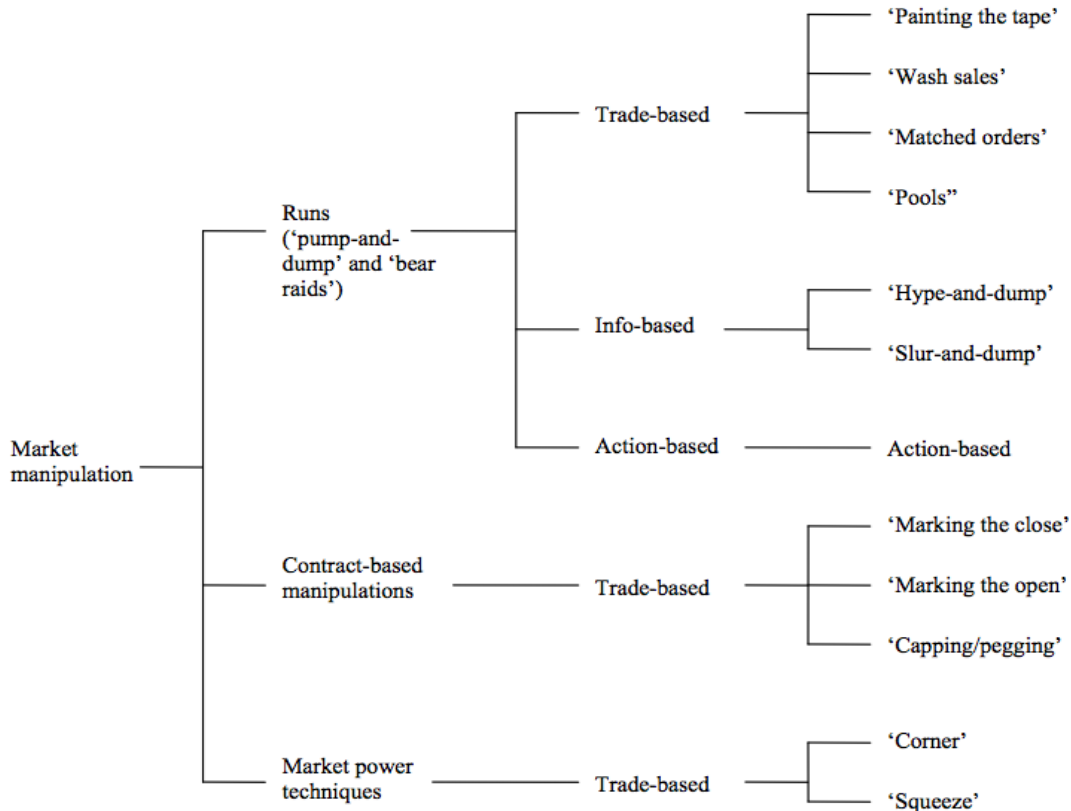 ‘Painting the tape’
‘Wash sales’
Trade-based
‘Matched orders’
‘Pools”
Runs
(‘pump-and-
dump’ and ‘bear
raids’)
‘Hype-and-dump’
Info-based
‘Slur-and-dump’
Market
manipulation
Action-based
Action-based
‘Marking the close’
Contract-based
manipulations
Trade-based
‘Marking the open’
‘Capping/pegging’
‘Corner’
Market power
techniques
Trade-based
‘Squeeze’